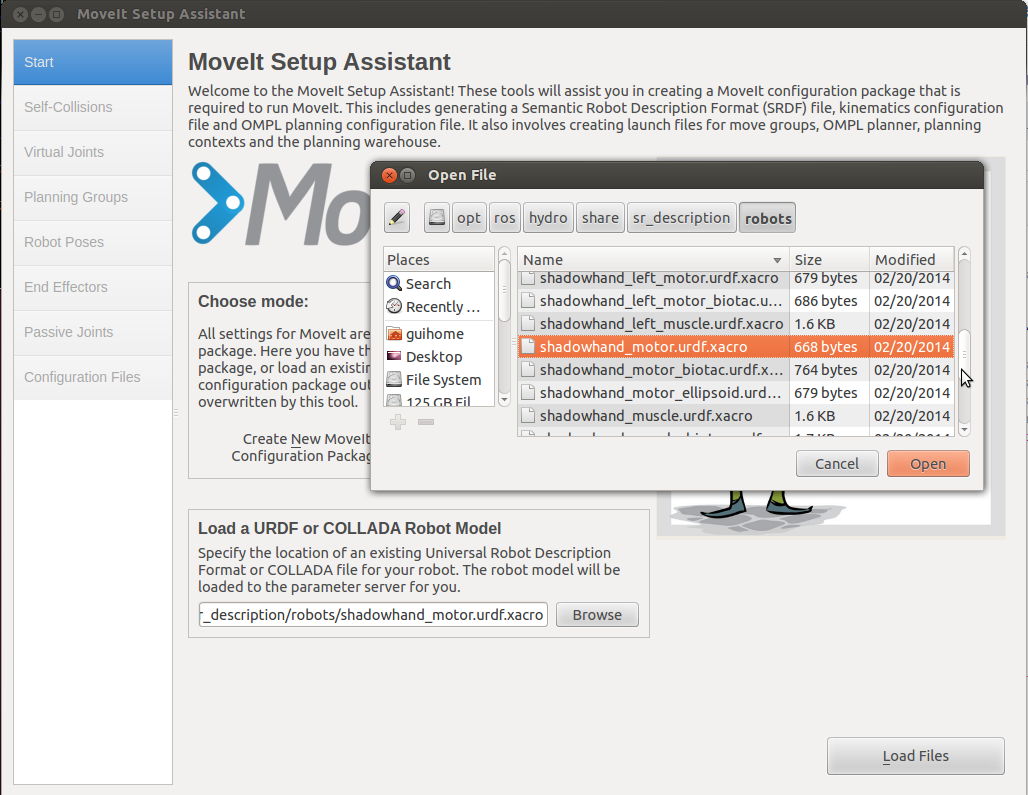 MoveIt Setup Assistant
Start
Self-Collisions
Virtual Joints
Planning Groups
Robot Poses
End Effectors
Passive Joints
Configuration Files
MoveIt Setup Assistant
Welcome to the MoveIt Setup Assistant! These tools will assist you in creating a MoveIt configuration package that is
required to run MoveIt. This includes generating a Semantic Robot Description Format (SRDF) file, kinematics configuration
file and OMPL planning configuration file. It also involves creating launch files for move groups, OMPL planner, planning
contexts and the planning warehouse.
Mo
Choose mode:
All settings for MoveIt are
package. Here you have th
package, or load an existin
configuration package out
overwritten by this tool.
Create New MoveIt
Configuration Packag
Open File
opt ros hydro share sr_description robots
Places
Search
Recently ...
guihome
Desktop
File System
125 GB Fil
Name Size Modified
shadowhand_left_motor.urdf.xacro 679 bytes 02/20/2014
shadowhand_left_motor_biotac.u... 686 bytes 02/20/2014
shadowhand_left_muscle.urdf.xacro 1.6 KB 02/20/2014
shadowhand_motor.urdf.xacro 668 bytes 02/20/2014
shadowhand_motor_biotac.urdf.x... 764 bytes 02/20/2014
shadowhand_motor_ellipsoid.urd... 679 bytes 02/20/2014
shadowhand_muscle.urdf.xacro 1.6 KB 02/20/2014
Cancel Open
Load a URDF or COLLADA Robot Model
Specify the location of an existing Universal Robot Description
Format or COLLADA file for your robot. The robot model will be
loaded to the parameter server for you.
r_description/robots/shadowhand_motor.urdf.xacro Browse
Load Files